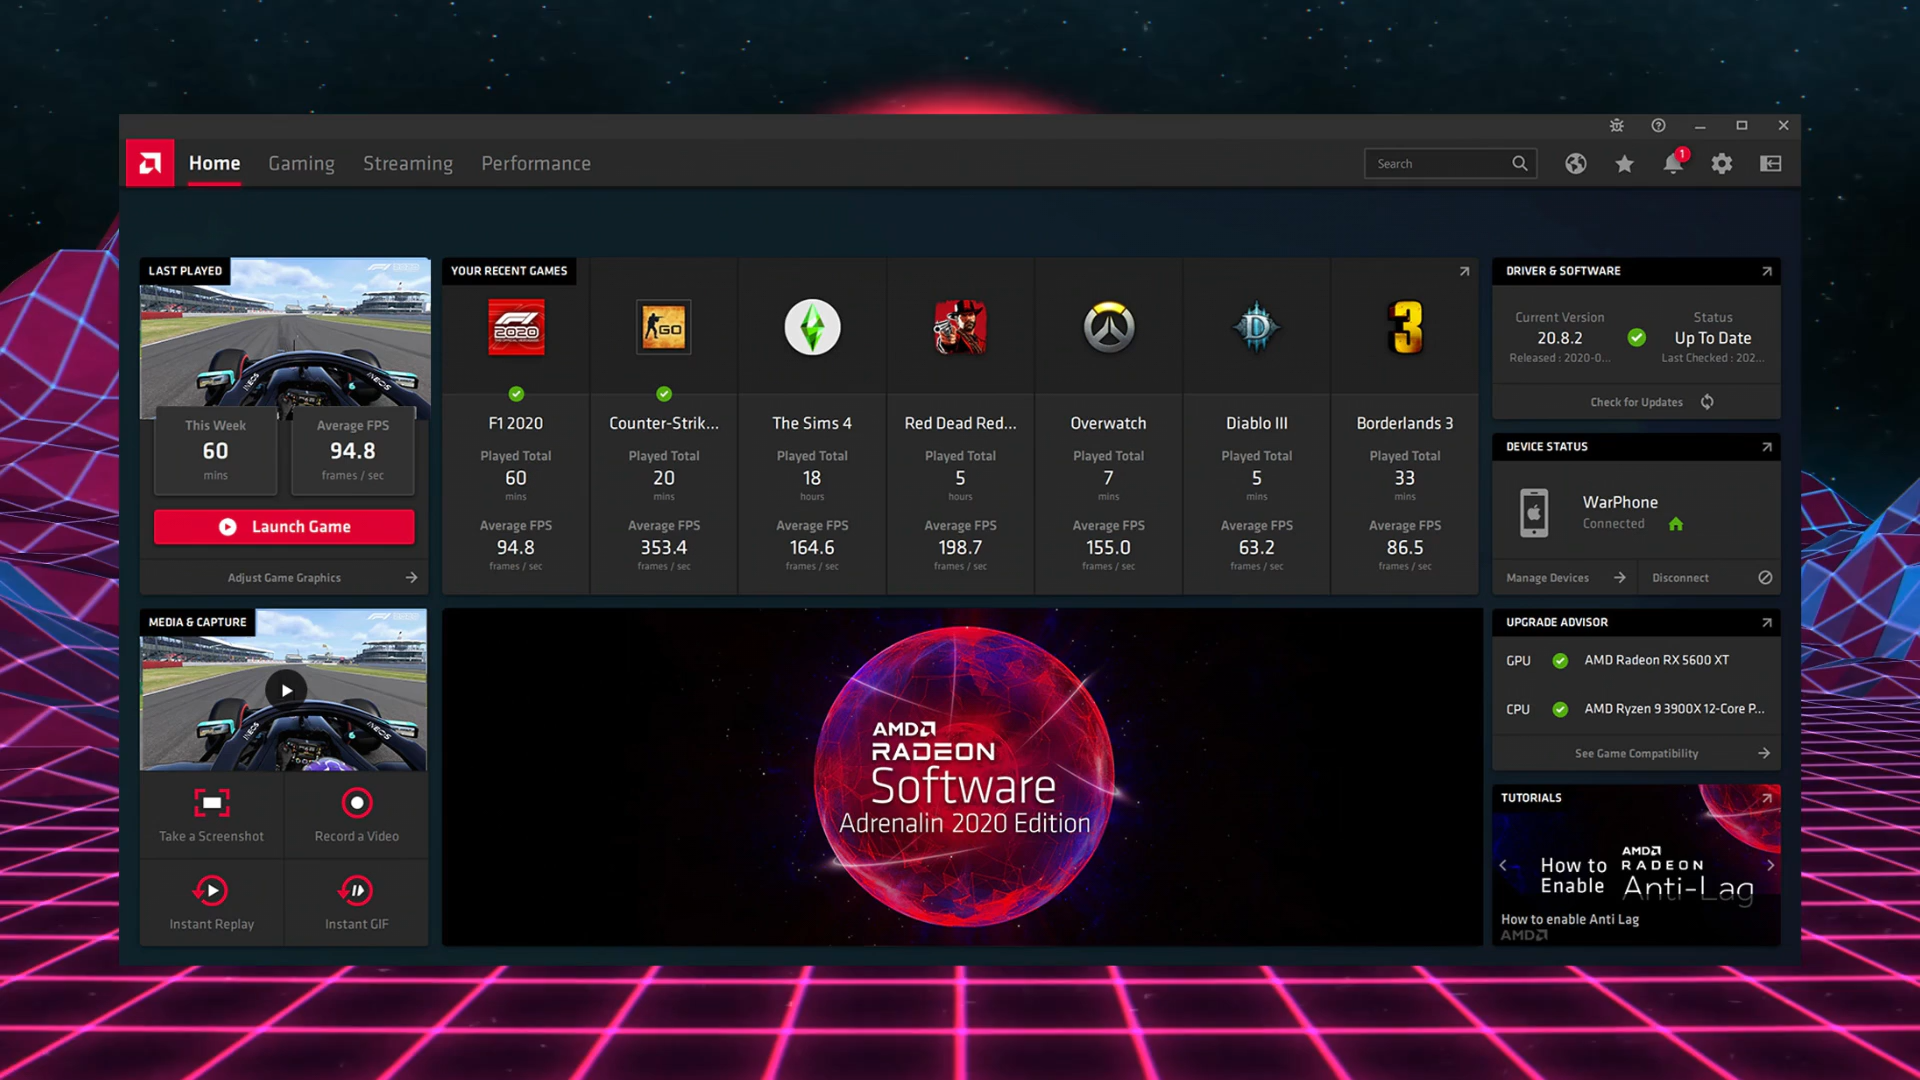 Home Gaming Streaming Performance
Search
1
LAST PLAYED
This Week
60
mins
Average FPS
94.8
frames / sec
Launch Game
Adjust Game Graphics
YOUR RECENT GAMES
F1 2020
Played Total
60
mins
Average FPS
94.8
frames / sec
GO
Counter-Strik...
Played Total
20
mins
Average FPS
353.4
frames / sec
The Sims 4
Played Total
18
hours
Average FPS
164.6
frames / sec
Red Dead Red...
Played Total
5
hours
Average FPS
198.7
frames / sec
Overwatch
Played Total
7
mins
Average FPS
155.0
frames / sec
D
Diablo III
Played Total
5
mins
Average FPS
63.2
frames / sec
3
Borderlands 3
Played Total
33
mins
Average FPS
86.5
frames / sec
DRIVER & SOFTWARE
Current Version
20.8.2
Released : 2020-0...
Status
Up To Date
Last Checked : 202...
Check for Updates
DEVICE STATUS
WarPhone
Connected
Manage Devices
Disconnect
MEDIA & CAPTURE
INEOS INEOS
Take a Screenshot
Record a Video
Instant Replay
Instant GIF
AMD
RADEON
Software
Adrenalin 2020 Edition
UPGRADE ADVISOR
GPU AMD Radeon RX 5600 XT
CPU AMD Ryzen 9 3900X 12-Core P...
See Game Compatibility
TUTORIALS
How to
Enable
AMD
RADEON
Anti-Lag
How to enable Anti Lag
AMD